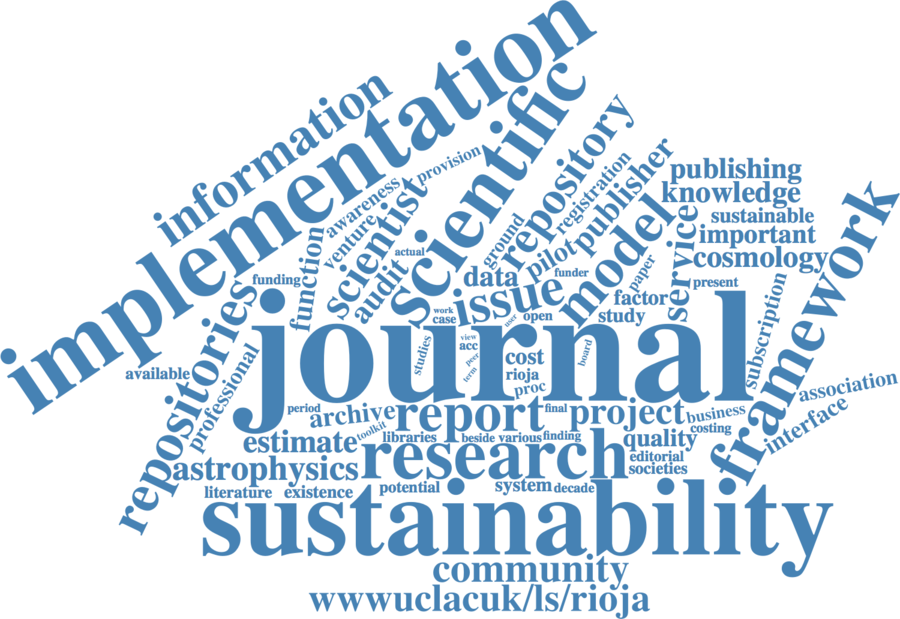 implementation
information
scientific
repository
provision
awareness
venture
scientist
registration
publisher
publishing
knowledge
sustainable
important
cosmology
framework
function
audit
actual
ground
pilot
model
service
funding
data
funder
paper
present
repositories
issue
factor
study
subscription
work
case
user
open
journal
studies
view
acc
peer
term
cost
rioja
proc
board
available
professional
association
interface
period
archive
report
final
project
business
costing
toolkit
estimate
libraries
beside
various
finding
quality
astrophysics
research
editorial
societies
literature
existence
potential
system
decade
sustainability
community
wwwuclacuk/ls/rioja